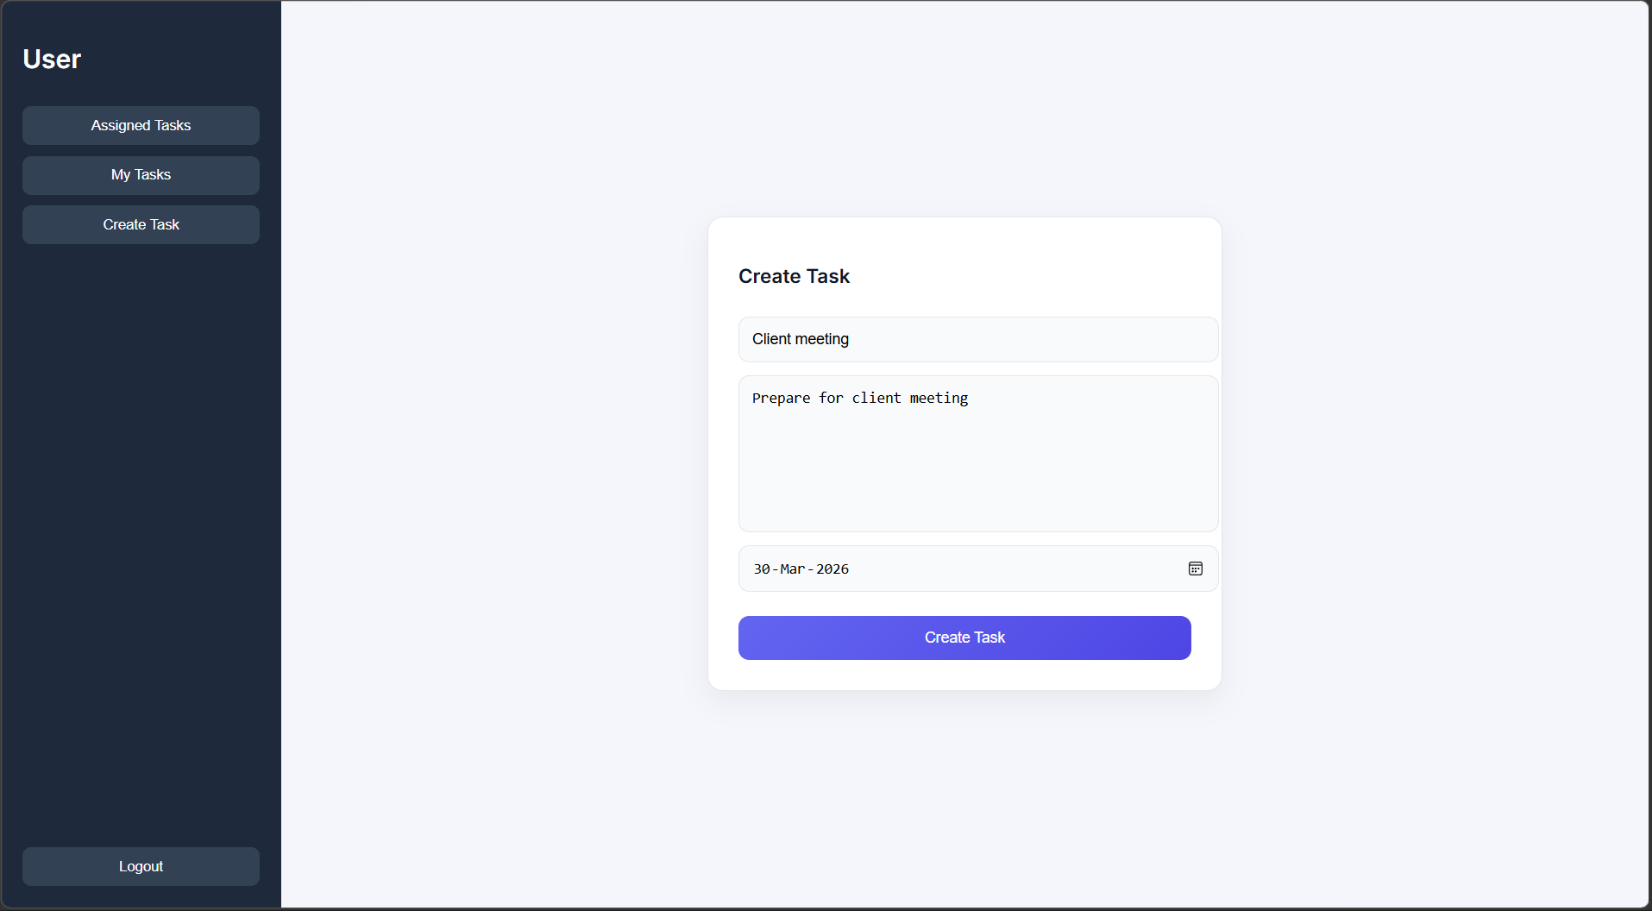 User
Assigned Tasks
My Tasks
Create Task
Logout
Create Task
Client meeting
Prepare for client meeting
30-Mar-2026
Create Task